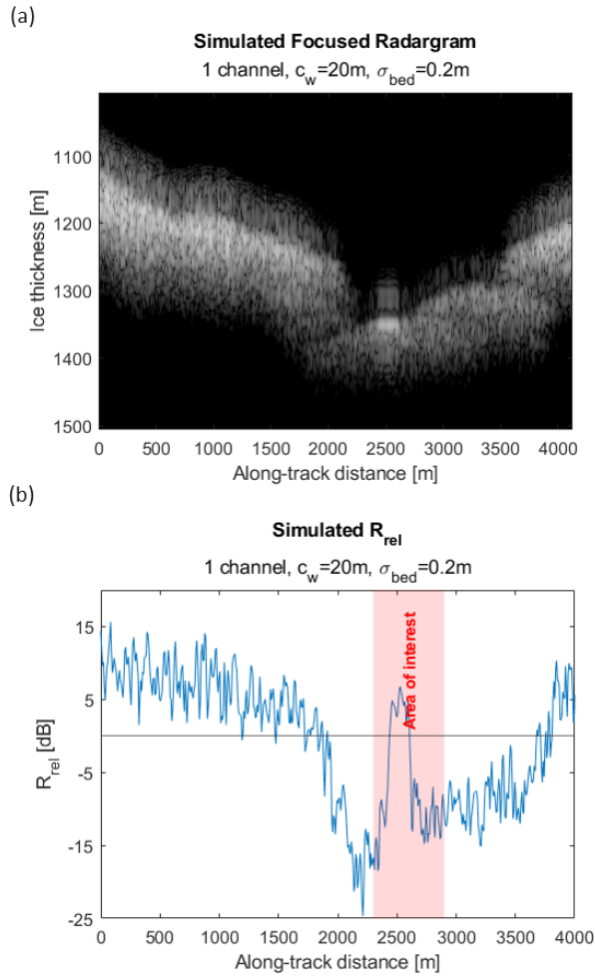 (a)
Simulated Focused Radargram
1 channel, c_w=20m, σ_bed=0.2m
1100
1200
1300
1400
1500
Ice thickness [m]
0 500 1000 1500 2000 2500 3000 3500 4000
Along-track distance [m]
(b)
Simulated R_rel
1 channel, c_w=20m, σ_bed=0.2m
15
5
-5
-15
-25
R_rel [dB]
Area of interest
0 500 1000 1500 2000 2500 3000 3500 4000
Along-track distance [m]